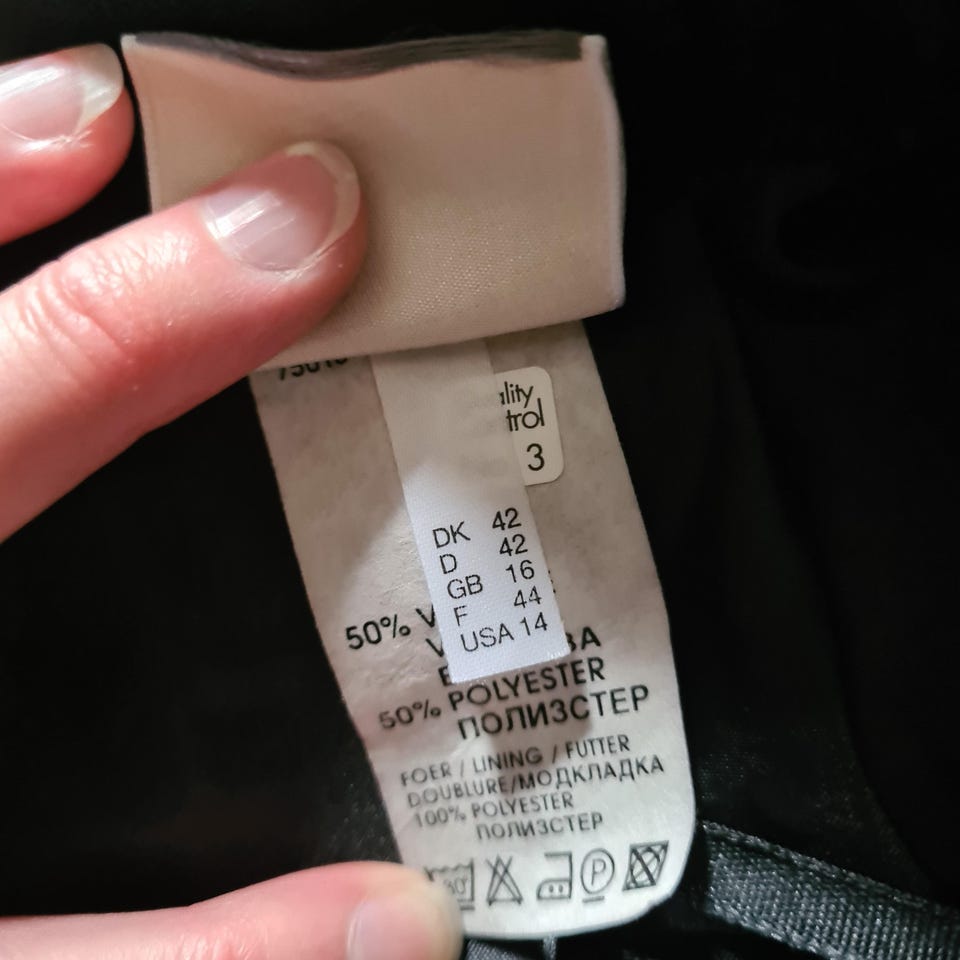 DK 42
D 42
GB 16
F 44
USA 14
50%
50% POLYESTER
ПОЛИЗСТЕР
FOER / LINING / FUTTER
DOUBLURE/МОДКЛАДКА
100% POLYESTER
ПОЛИЗСТЕР
3